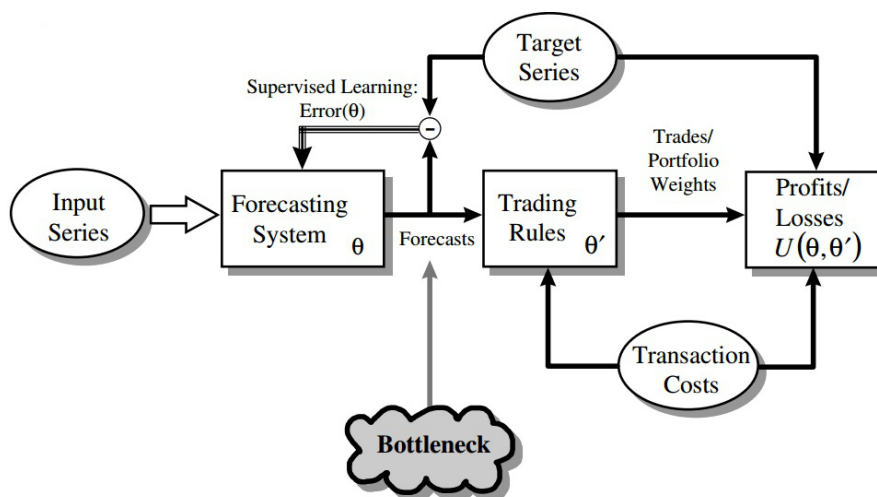 Target
Series
Supervised Learning:
Error(θ)
-
Trades/
Portfolio
Weights
Input
Series
Forecasting
System
θ
Forecasts
Trading
Rules
θ′
Profits/
Losses
U(θ,θ′)
Transaction
Costs
Bottleneck